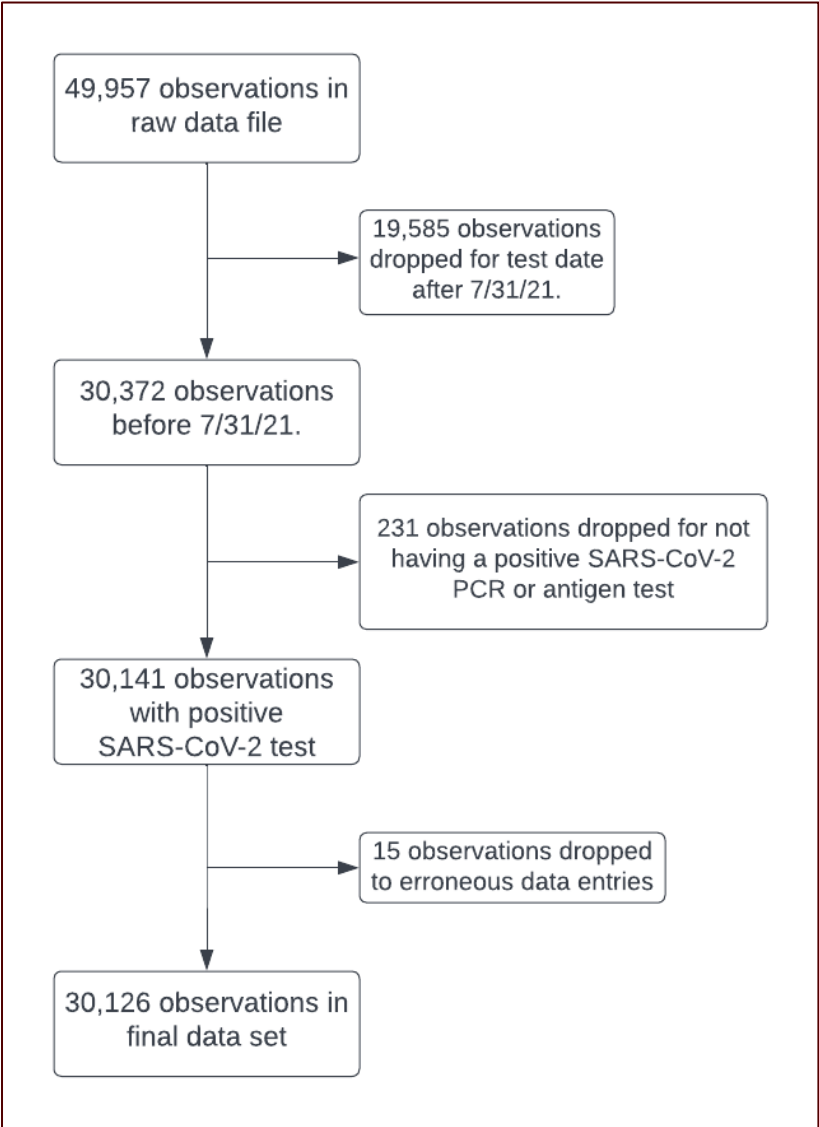 49,957 observations in
raw data file
19,585 observations
dropped for test date
after 7/31/21.
30,372 observations
before 7/31/21.
231 observations dropped for not
having a positive SARS-CoV-2
PCR or antigen test
30,141 observations
with positive
SARS-CoV-2 test
15 observations dropped
to erroneous data entries
30,126 observations in
final data set